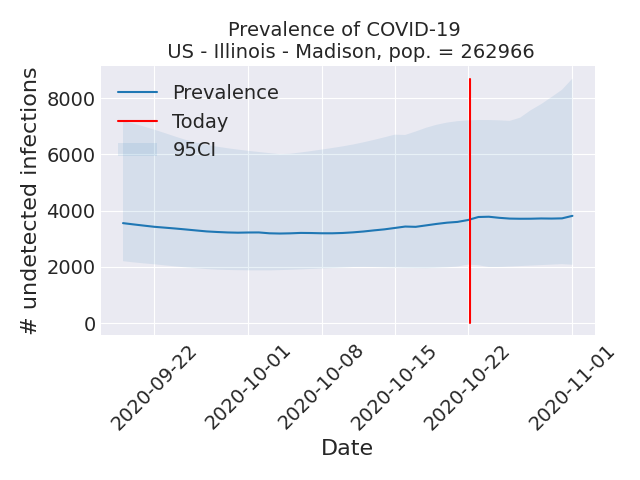 Prevalence of COVID-19
US - Illinois - Madison, pop. = 262966
# undetected infections
8000
6000
4000
2000
0
Prevalence
Today
95CI
2020-09-22
2020-10-01
2020-10-08
2020-10-15
2020-10-22
2020-11-01
Date